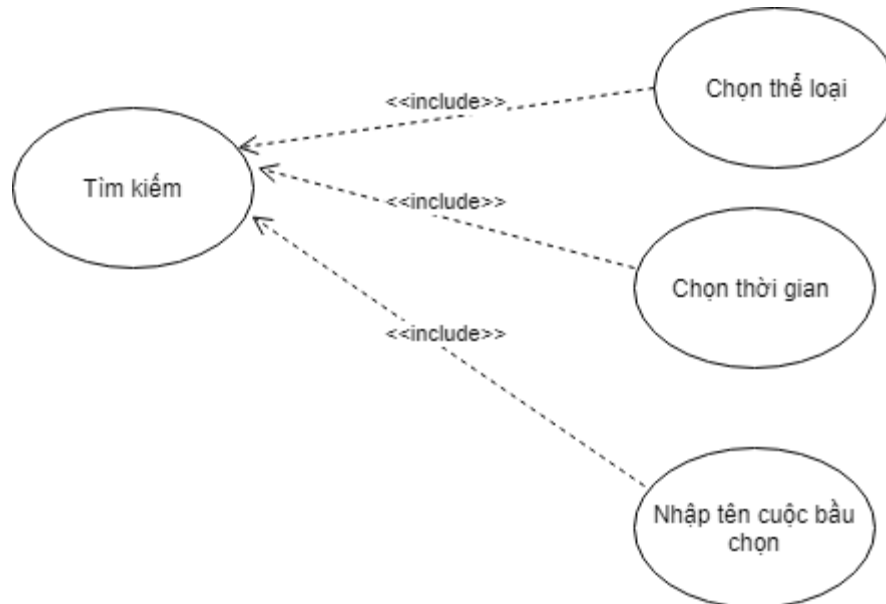 Chọn thể loại
<<include>>
Tìm kiếm
<<include>>
Chọn thời gian
<<include>>
Nhập tên cuộc bầu
chọn